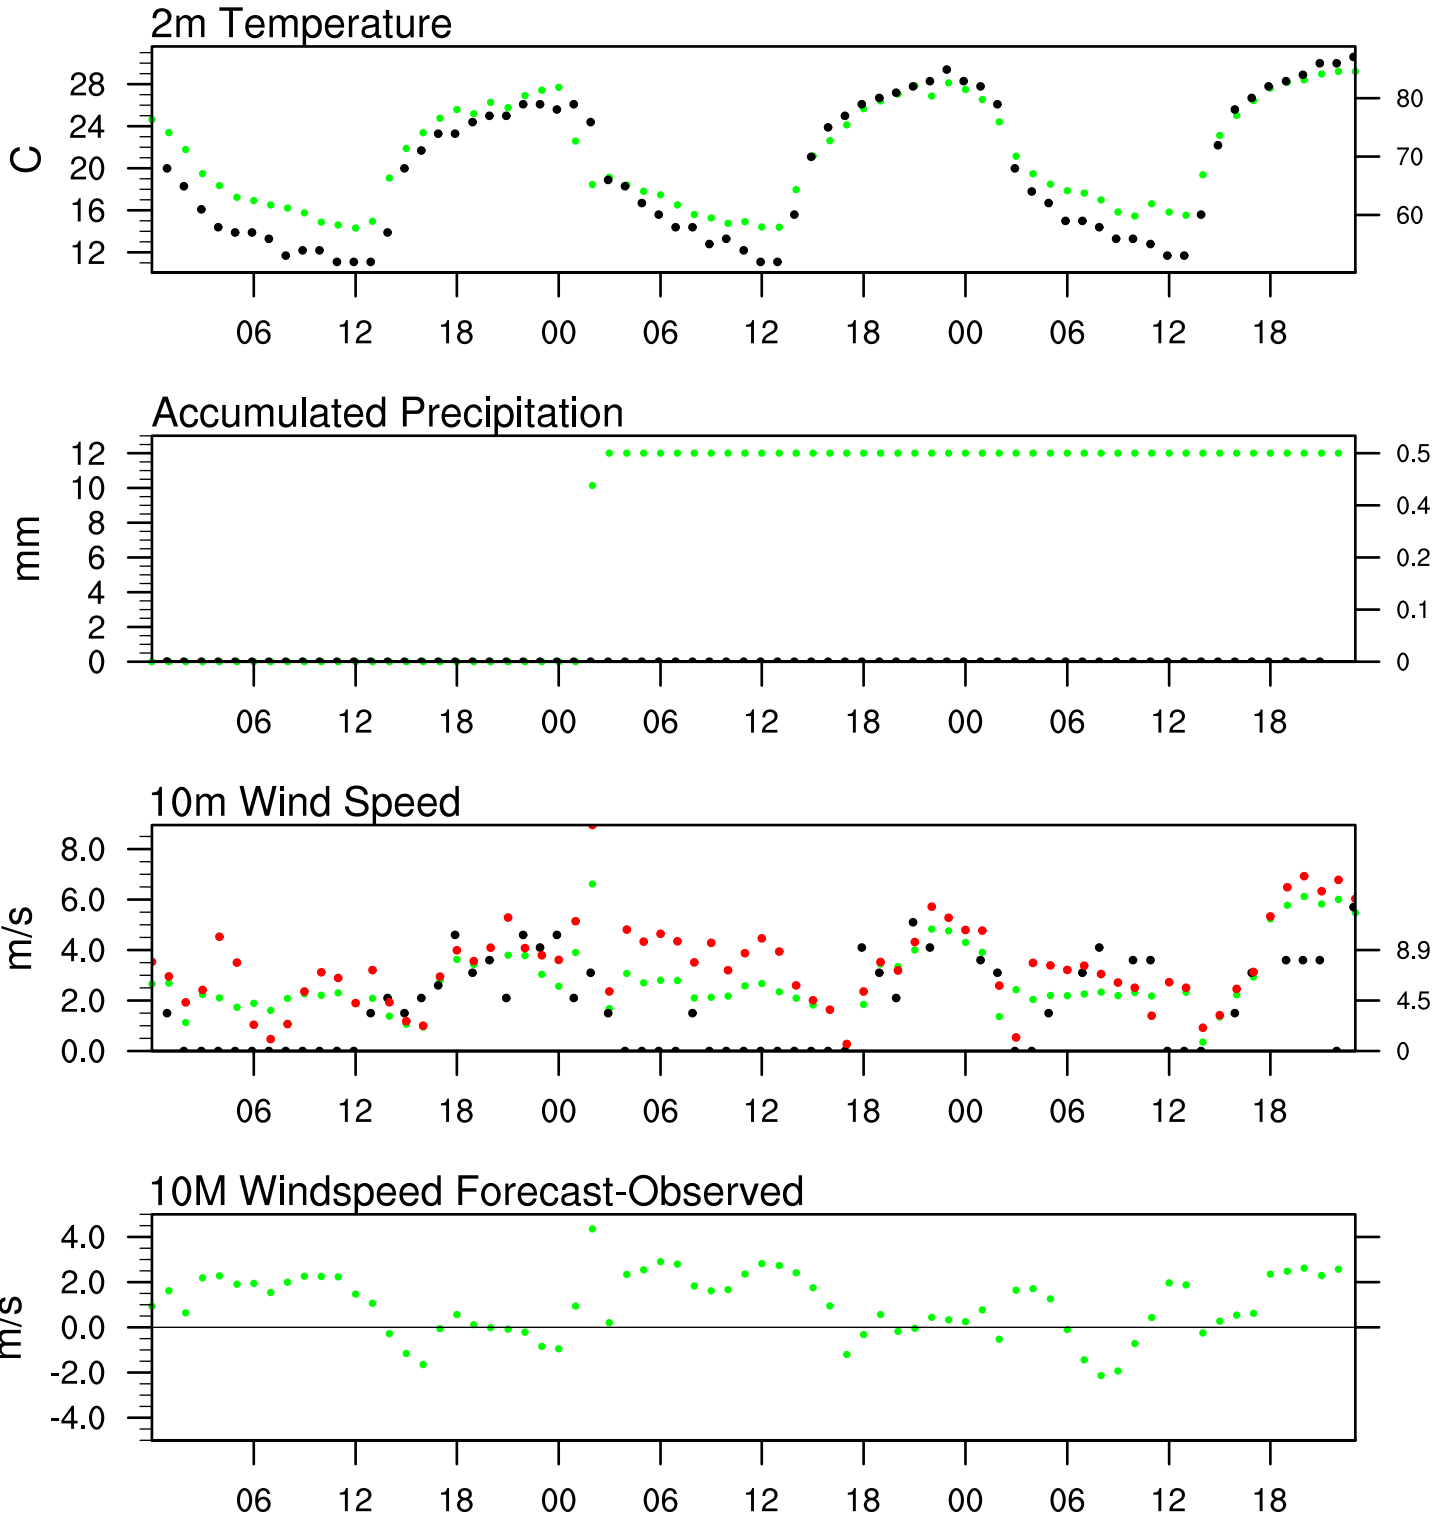 2m Temperature
28
24
20
16
12
C
80
70
60
06 12 18 00 06 12 18 00 06 12 18
Accumulated Precipitation
12
10
8
6
4
2
0
mm
0.5
0.4
0.2
0.1
0
06 12 18 00 06 12 18 00 06 12 18
10m Wind Speed
8.0
6.0
4.0
2.0
0.0
m/s
8.9
4.5
0
06 12 18 00 06 12 18 00 06 12 18
10M Windspeed Forecast-Observed
4.0
2.0
0.0
-2.0
-4.0
m/s
06 12 18 00 06 12 18 00 06 12 18